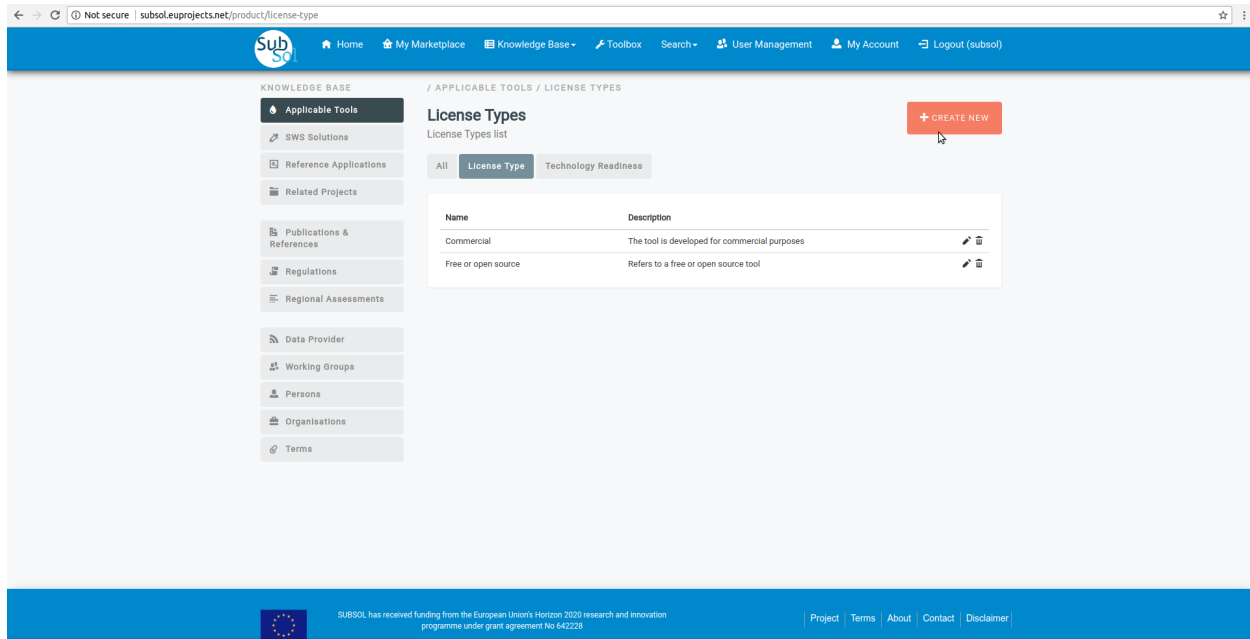 Not secure | subsol.euprojects.net/product/license-type
Sub Sol
Home My Marketplace Knowledge Base Toolbox Search User Management My Account Logout (subsol)
KNOWLEDGE BASE
Applicable Tools
SWS Solutions
Reference Applications
Related Projects
Publications &
References
Regulations
Regional Assessments
Data Provider
Working Groups
Persons
Organisations
Terms
/ APPLICABLE TOOLS / LICENSE TYPES
License Types
License Types list
+ CREATE NEW
All License Type Technology Readiness
Name Description
Commercial The tool is developed for commercial purposes
Free or open source Refers to a free or open source tool
SUBSOL has received funding from the European Union's Horizon 2020 research and innovation
programme under grant agreement No 642228
Project | Terms | About | Contact | Disclaimer